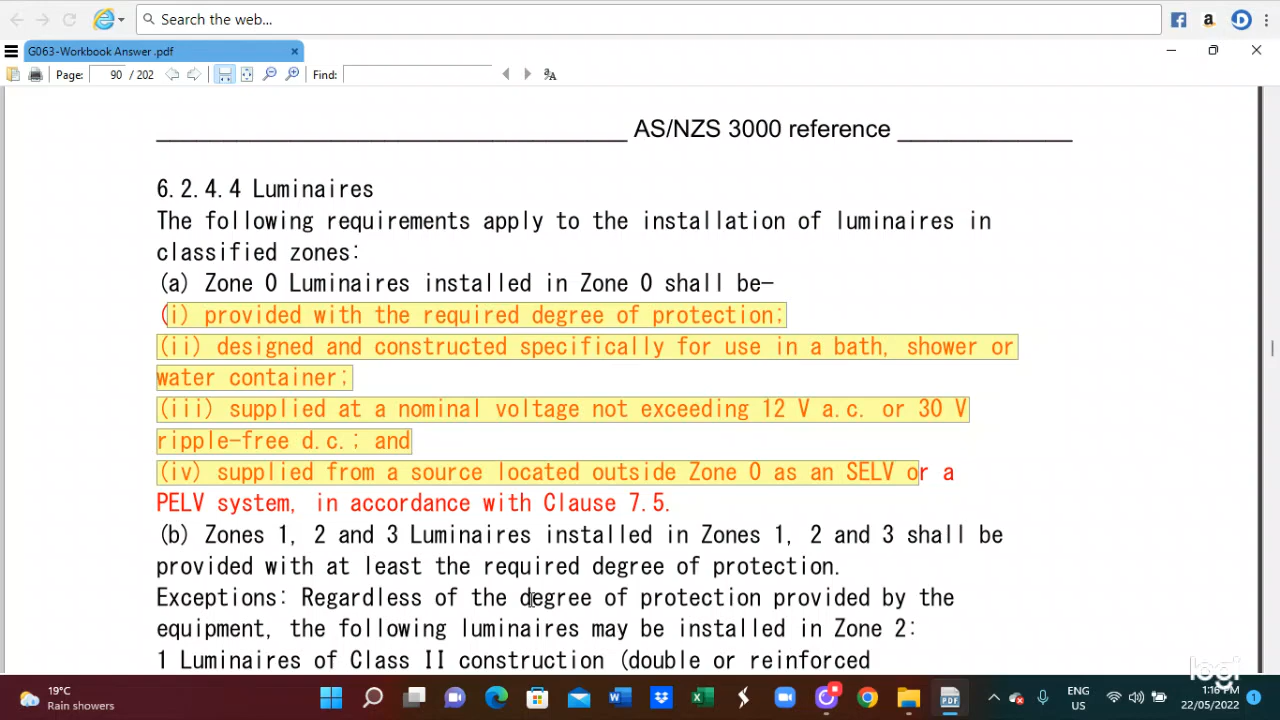 Search the web...
G063-Workbook Answer .pdf
Page: 90 / 202 Find:
AS/NZS 3000 reference
6.2.4.4 Luminaires
The following requirements apply to the installation of luminaires in
classified zones:
(a) Zone 0 Luminaires installed in Zone 0 shall be-
(i) provided with the required degree of protection;
(ii) designed and constructed specifically for use in a bath, shower or
water container;
(iii) supplied at a nominal voltage not exceeding 12 V a.c. or 30 V
ripple-free d.c.; and
(iv) supplied from a source located outside Zone 0 as an SELV or a
PELV system, in accordance with Clause 7.5.
(b) Zones 1, 2 and 3 Luminaires installed in Zones 1, 2 and 3 shall be
provided with at least the required degree of protection.
Exceptions: Regardless of the degree of protection provided by the
equipment, the following luminaires may be installed in Zone 2:
1 Luminaires of Class II construction (double or reinforced
logi
19°C
Rain showers
ENG
US
1:16 PM
22/05/2022